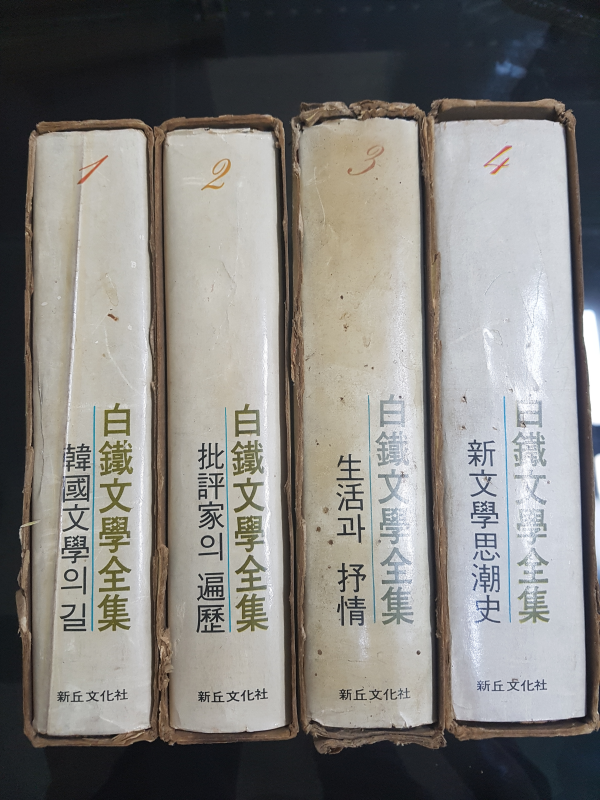 1
白鐵文學全集
韓國文學의 길
新丘文化社
2
白鐵文學全集
批評家의 遍歷
新丘文化社
3
白鐵文學全集
生活과 抒情
新丘文化社
4
白鐵文學全集
新文學思潮史
新丘文化社